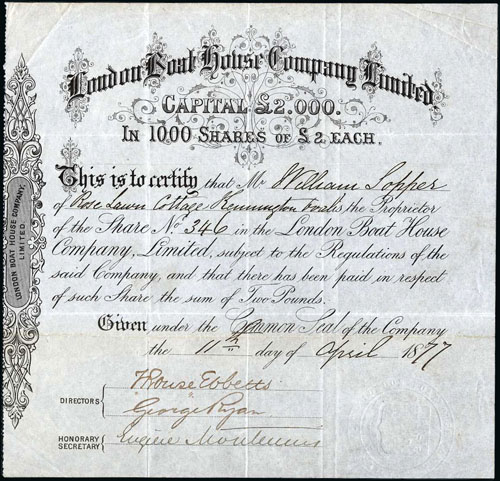 London Boat House Company Limited
CAPITAL £2.000.
IN 1000 SHARES OF £2 EACH.
This is to certify that Mr William Sopper
of Rose Lawn Cottage Kennington is the Proprietor
of the Share No 346 in the London Boat House
Company, Limited, subject to the Regulations of the
said Company, and that there has been paid in respect
of such Share the sum of Two Pounds.
Given under the Common Seal of the Company
the 11th day of April 1877
DIRECTORS
George Ryan
HONORARY SECRETARY
Eugène
LONDON BOAT HOUSE COMPANY, LIMITED.